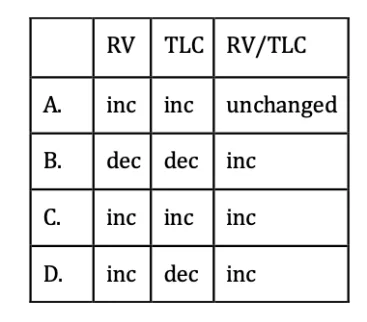 RV TLC RV/TLC
A. inc inc unchanged
B. dec dec inc
C. inc inc inc
D. inc dec inc